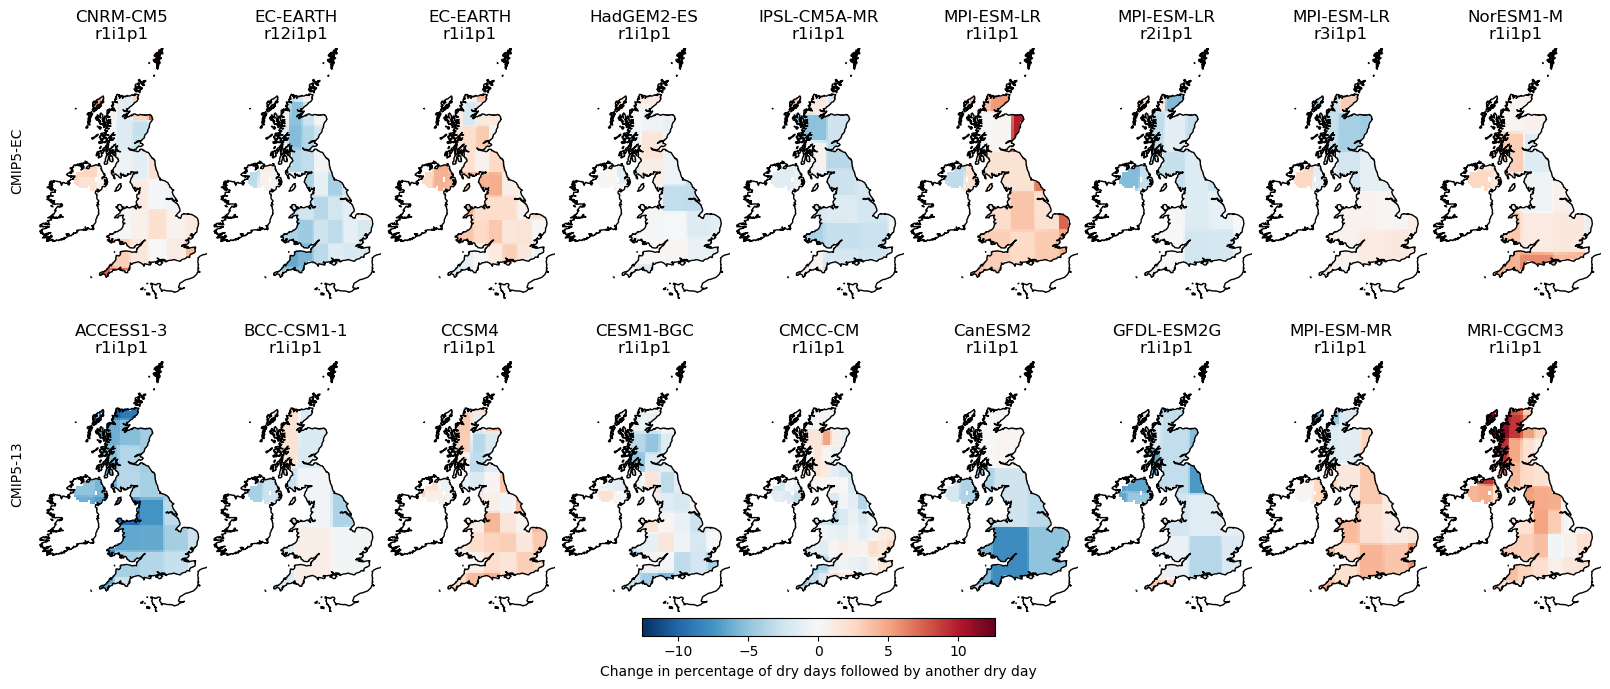 CNRM-CM5
r1i1p1
EC-EARTH
r12i1p1
EC-EARTH
r1i1p1
HadGEM2-ES
r1i1p1
IPSL-CM5A-MR
r1i1p1
MPI-ESM-LR
r1i1p1
MPI-ESM-LR
r2i1p1
MPI-ESM-LR
r3i1p1
NorESM1-M
r1i1p1
CMIP5-EC
ACCESS1-3
r1i1p1
BCC-CSM1-1
r1i1p1
CCSM4
r1i1p1
CESM1-BGC
r1i1p1
CMCC-CM
r1i1p1
CanESM2
r1i1p1
GFDL-ESM2G
r1i1p1
MPI-ESM-MR
r1i1p1
MRI-CGCM3
r1i1p1
CMIP5-13
−10 −5 0 5 10
Change in percentage of dry days followed by another dry day